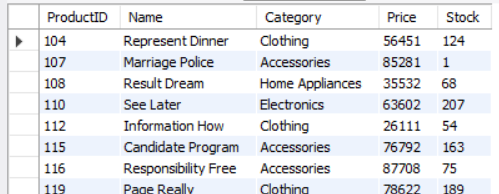 ProductID Name Category Price Stock
104 Represent Dinner Clothing 56451 124
107 Marriage Police Accessories 85281 1
108 Result Dream Home Appliances 35532 68
110 See Later Electronics 63602 207
112 Information How Clothing 26111 54
115 Candidate Program Accessories 76792 163
116 Responsibility Free Accessories 87708 75
119 Page Really Clothing 78622 189